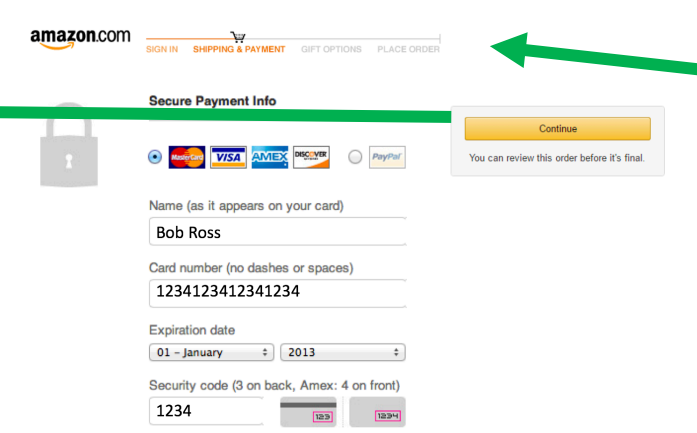 amazon.com
SIGN IN SHIPPING & PAYMENT GIFT OPTIONS PLACE ORDER
Secure Payment Info
Continue
You can review this order before it's final.
MasterCard VISA AMEX DISCOVER NETWORK PayPal
Name (as it appears on your card)
Bob Ross
Card number (no dashes or spaces)
1234123412341234
Expiration date
01 - January 2013
Security code (3 on back, Amex: 4 on front)
1234
123 1234